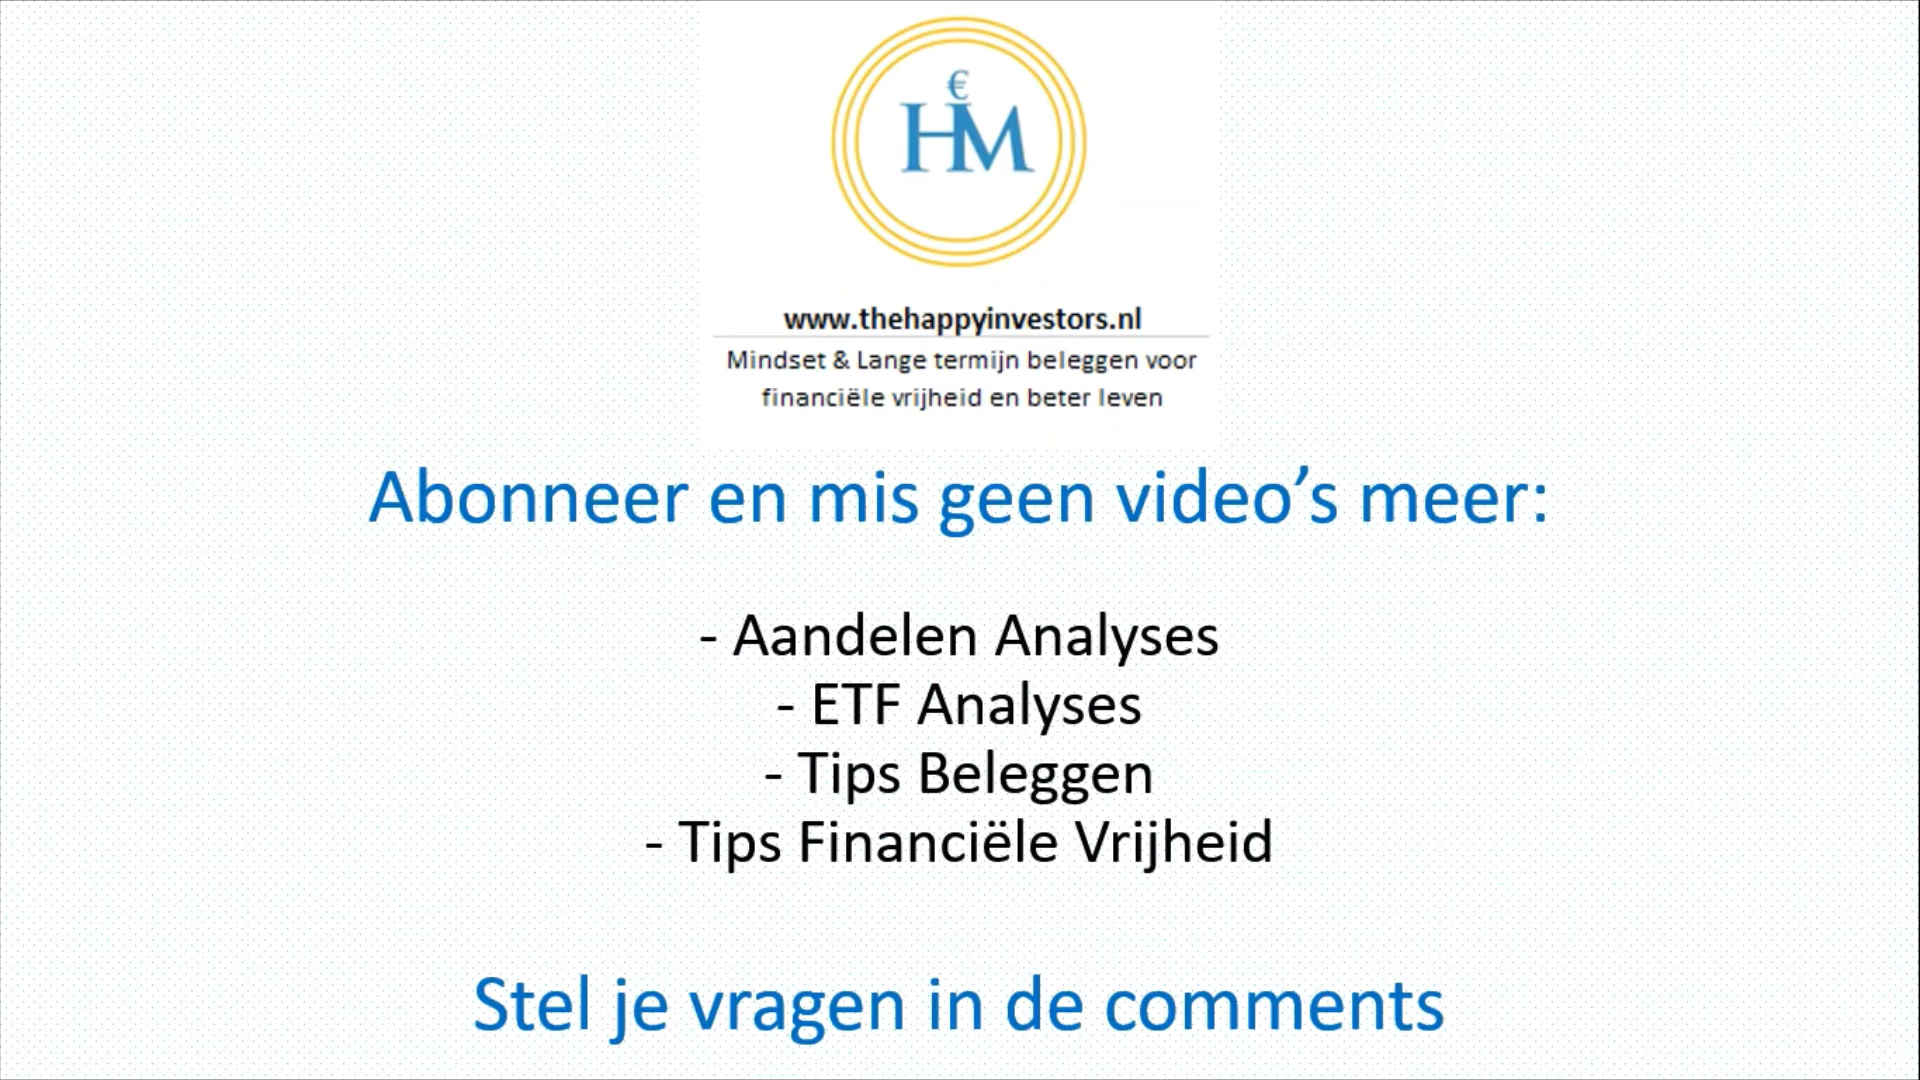 €
HM
www.thehappyinvestors.nl
Mindset & Lange termijn beleggen voor
financiële vrijheid en beter leven
Abonneer en mis geen video’s meer:
- Aandelen Analyses
- ETF Analyses
- Tips Beleggen
- Tips Financiële Vrijheid
Stel je vragen in de comments